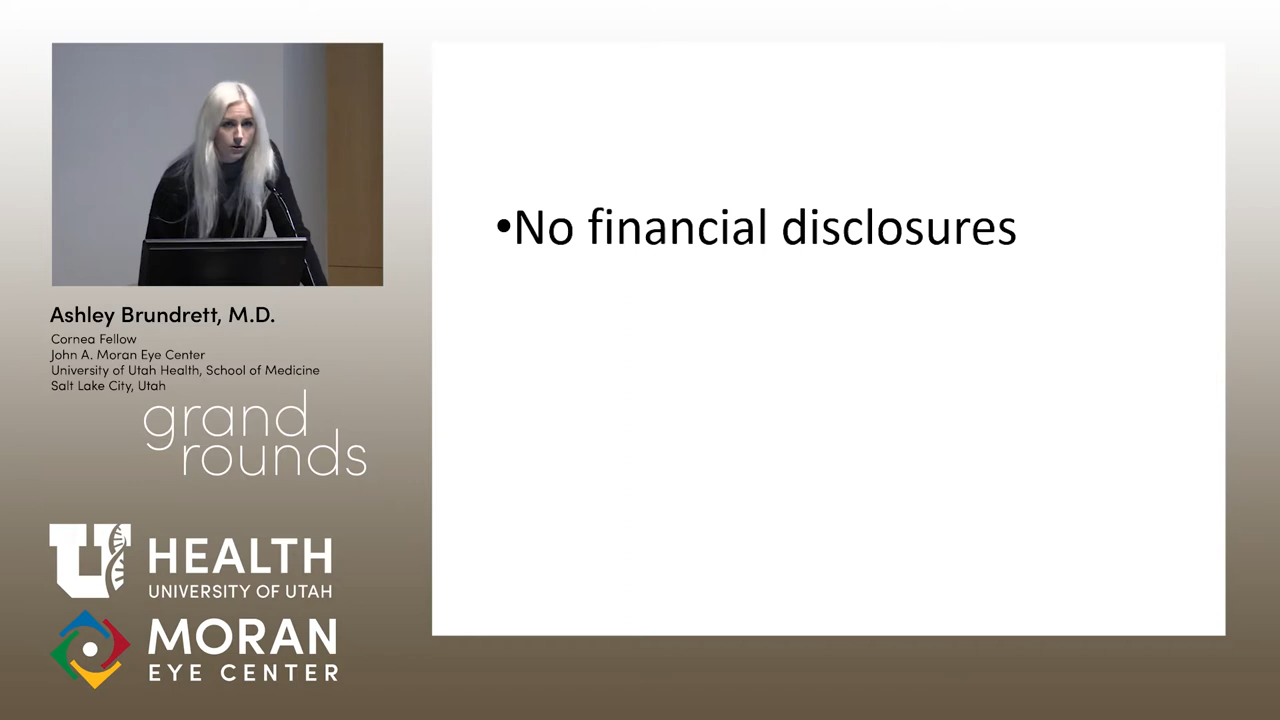 •No financial disclosures
Ashley Brundrett, M.D.
Cornea Fellow
John A. Moran Eye Center
University of Utah Health, School of Medicine
Salt Lake City, Utah
grand
rounds
U HEALTH
UNIVERSITY OF UTAH
MORAN
EYE CENTER